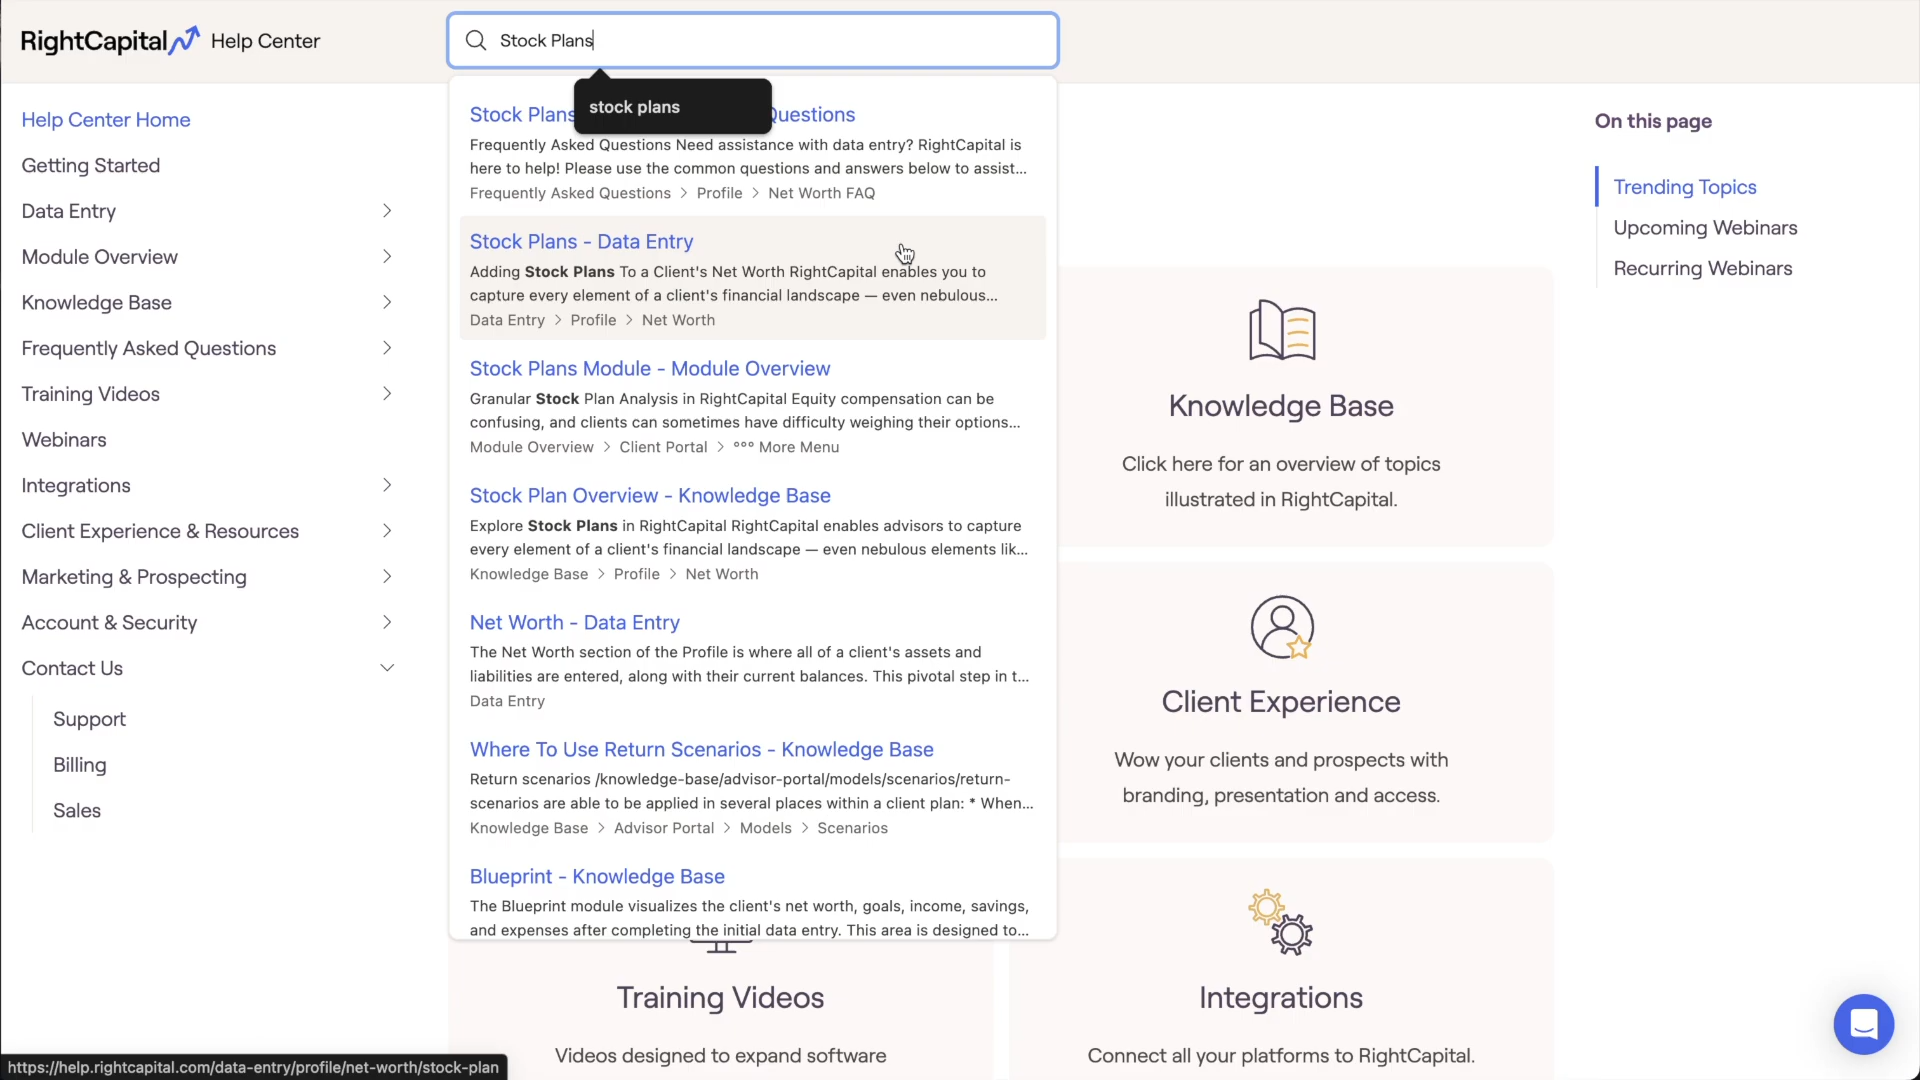 RightCapital Help Center
Stock Plans
stock plans
Help Center Home
Getting Started
Data Entry
Module Overview
Knowledge Base
Frequently Asked Questions
Training Videos
Webinars
Integrations
Client Experience & Resources
Marketing & Prospecting
Account & Security
Contact Us
Support
Billing
Sales
Stock Plans Questions
Frequently Asked Questions Need assistance with data entry? RightCapital is
here to help! Please use the common questions and answers below to assist...
Frequently Asked Questions > Profile > Net Worth FAQ
Stock Plans - Data Entry
Adding Stock Plans To a Client's Net Worth RightCapital enables you to
capture every element of a client's financial landscape — even nebulous...
Data Entry > Profile > Net Worth
Stock Plans Module - Module Overview
Granular Stock Plan Analysis in RightCapital Equity compensation can be
confusing, and clients can sometimes have difficulty weighing their options...
Module Overview > Client Portal > °°° More Menu
Stock Plan Overview - Knowledge Base
Explore Stock Plans in RightCapital RightCapital enables advisors to capture
every element of a client's financial landscape — even nebulous elements lik...
Knowledge Base > Profile > Net Worth
Net Worth - Data Entry
The Net Worth section of the Profile is where all of a client's assets and
liabilities are entered, along with their current balances. This pivotal step in t...
Data Entry
Where To Use Return Scenarios - Knowledge Base
Return scenarios /knowledge-base/advisor-portal/models/scenarios/return-
scenarios are able to be applied in several places within a client plan: * When...
Knowledge Base > Advisor Portal > Models > Scenarios
Blueprint - Knowledge Base
The Blueprint module visualizes the client's net worth, goals, income, savings,
and expenses after completing the initial data entry. This area is designed to...
Training Videos
Videos designed to expand software
Knowledge Base
Click here for an overview of topics
illustrated in RightCapital.
Client Experience
Wow your clients and prospects with
branding, presentation and access.
Integrations
Connect all your platforms to RightCapital.
On this page
Trending Topics
Upcoming Webinars
Recurring Webinars
https://help.rightcapital.com/data-entry/profile/net-worth/stock-plan